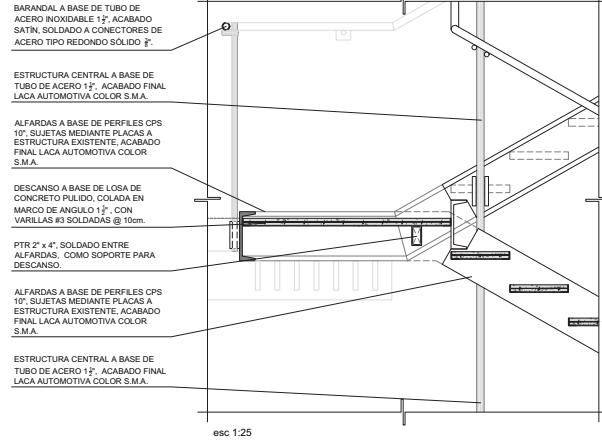 BARANDAL A BASE DE TUBO DE
ACERO INOXIDABLE 1½", ACABADO
SATÍN, SOLDADO A CONECTORES DE
ACERO TIPO REDONDO SÓLIDO
ESTRUCTURA CENTRAL A BASE DE
TUBO DE ACERO 1½", ACABADO FINAL
LACA AUTOMOTIVA COLOR S.M.A.
ALFARDAS A BASE DE PERFILES CPS
10", SUJETAS MEDIANTE PLACAS A
ESTRUCTURA EXISTENTE, ACABADO
FINAL LACA AUTOMOTIVA COLOR
S.M.A.
DESCANSO A BASE DE LOSA DE
CONCRETO PULIDO, COLADA EN
MARCO DE ANGULO 1½", CON
VARILLAS #3 SOLDADAS @ 10cm.
PTR 2" x 4", SOLDADO ENTRE
ALFARDAS, COMO SOPORTE PARA
DESCANSO.
ALFARDAS A BASE DE PERFILES CPS
10", SUJETAS MEDIANTE PLACAS A
ESTRUCTURA EXISTENTE, ACABADO
FINAL LACA AUTOMOTIVA COLOR
S.M.A.
ESTRUCTURA CENTRAL A BASE DE
TUBO DE ACERO 1½", ACABADO FINAL
LACA AUTOMOTIVA COLOR S.M.A.
esc 1:25